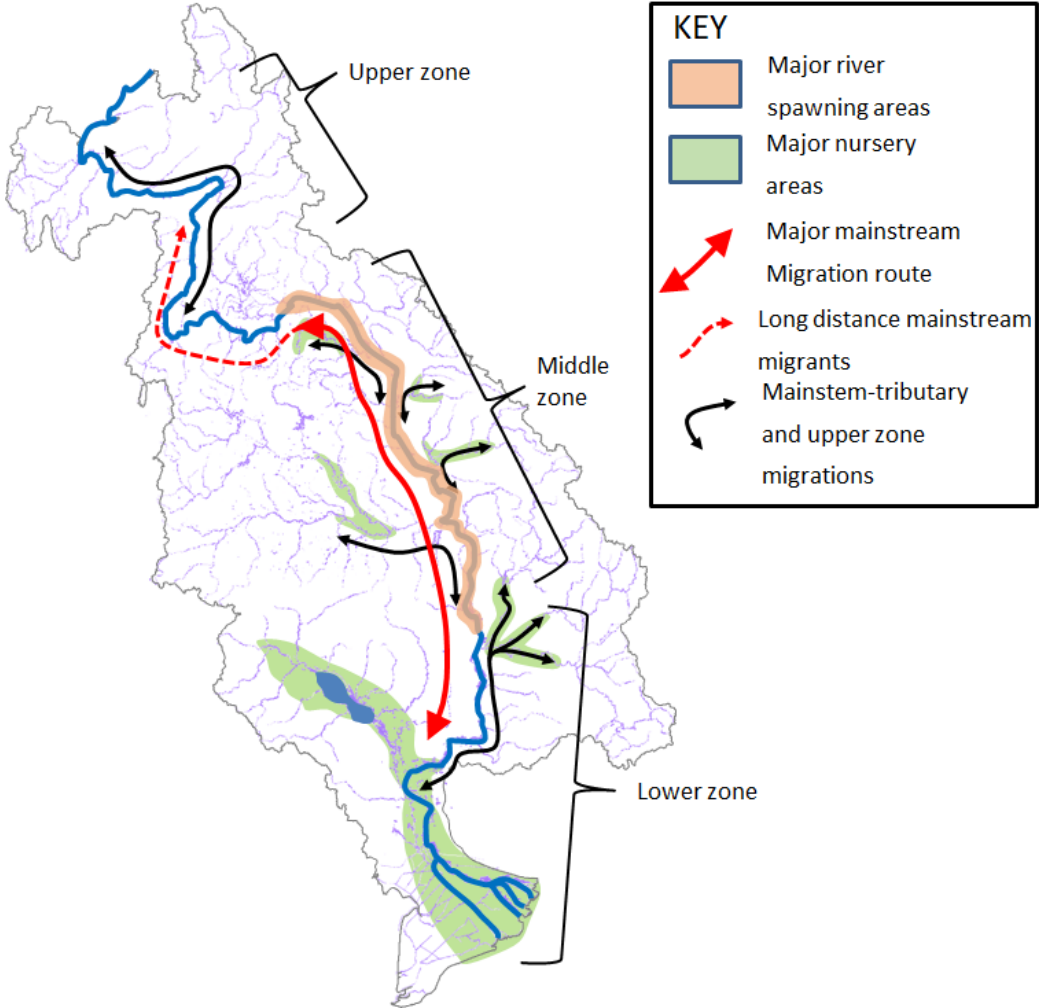 Upper zone
Middle
zone
Lower zone
KEY
Major river
spawning areas
Major nursery
areas
Major mainstream
Migration route
Long distance mainstream
migrants
Mainstem-tributary
and upper zone
migrations